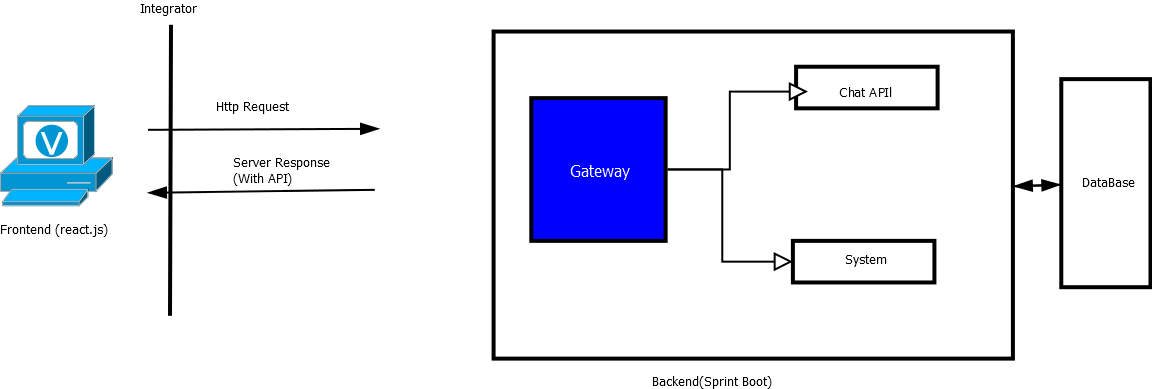 Integrator
Http Request
Server Response
(With API)
V
Frontend (react.js)
Gateway
Chat APIl
System
DataBase
Backend(Sprint Boot)